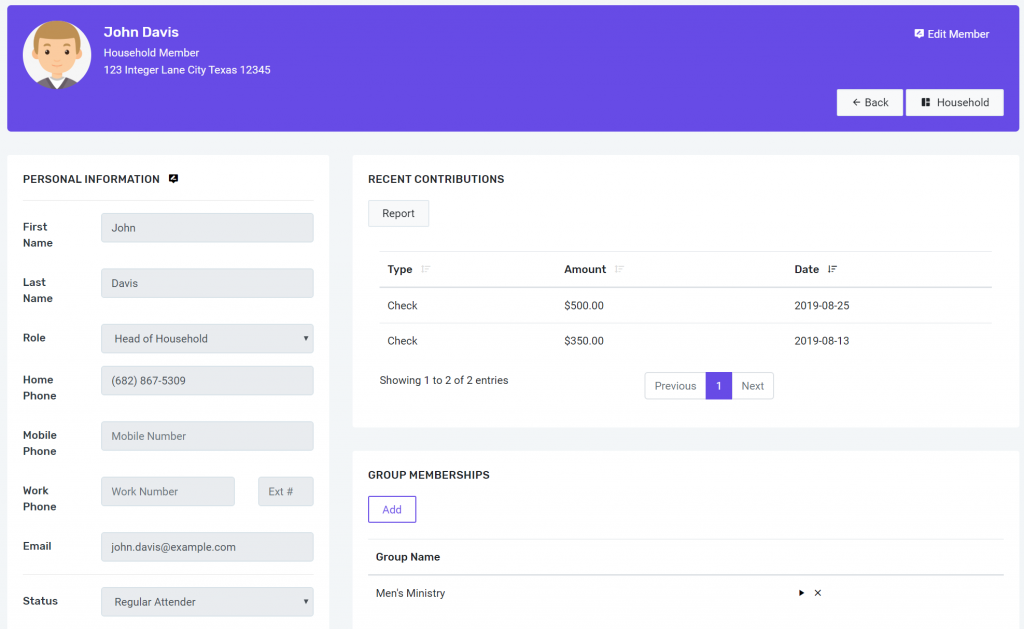 John Davis
Household Member
123 Integer Lane City Texas 12345
Edit Member
Back
Household
PERSONAL INFORMATION
First Name
John
Last Name
Davis
Role
Head of Household
Home Phone
(682) 867-5309
Mobile Phone
Mobile Number
Work Phone
Work Number
Ext #
Email
john.davis@example.com
Status
Regular Attender
RECENT CONTRIBUTIONS
Report
Type Amount Date
Check $500.00 2019-08-25
Check $350.00 2019-08-13
Showing 1 to 2 of 2 entries
Previous 1 Next
GROUP MEMBERSHIPS
Add
Group Name
Men's Ministry